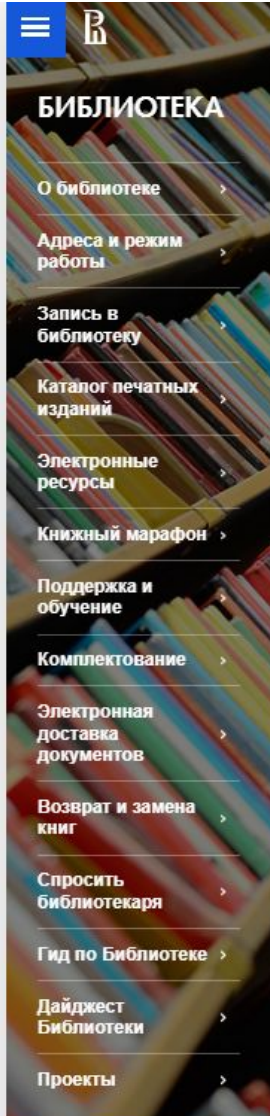 БИБЛИОТЕКА
О библиотеке
Адреса и режим
работы
Запись в
библиотеку
Каталог печатных
изданий
Электронные
ресурсы
Книжный марафон
Поддержка и
обучение
Комплектование
Электронная
доставка
документов
Возврат и замена
книг
Спросить
библиотекаря
Гид по Библиотеке
Дайджест
Библиотеки
Проекты